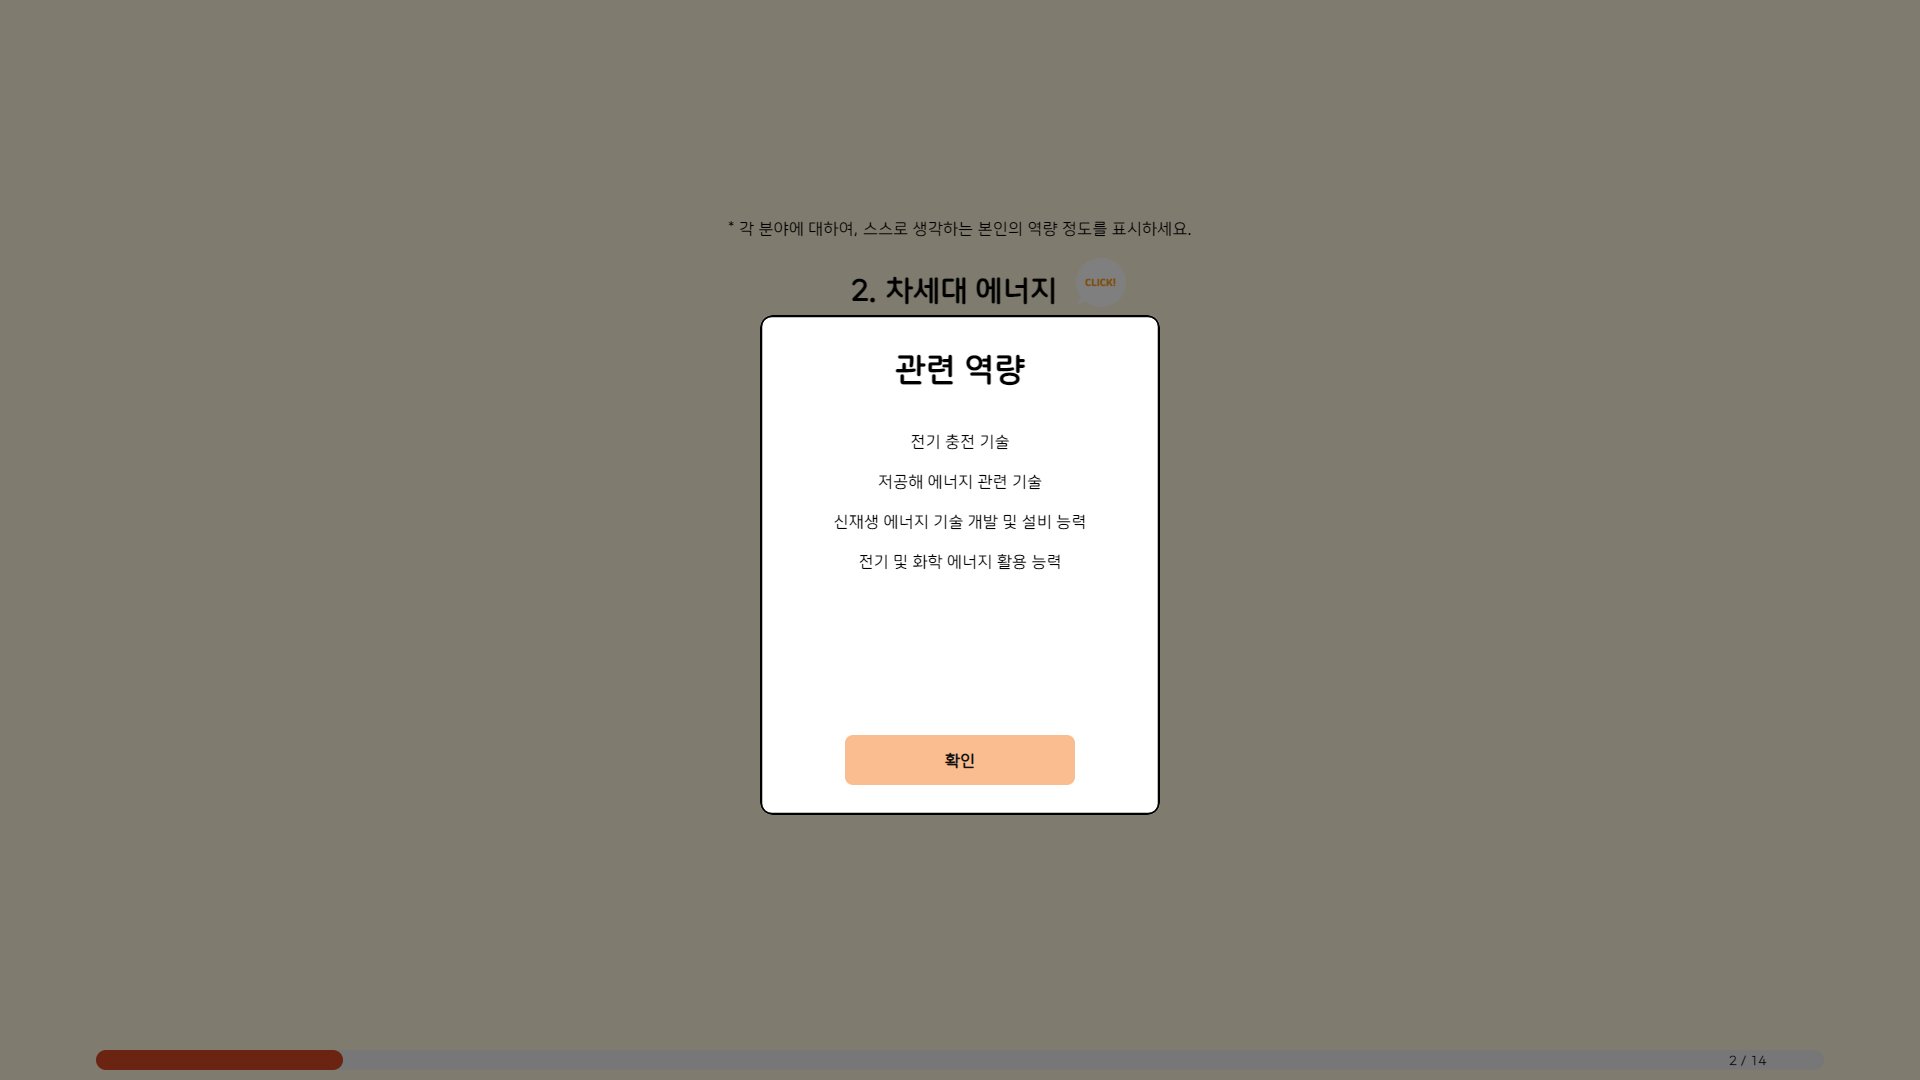 * 각 분야에 대하여, 스스로 생각하는 본인의 역량 정도를 표시하세요.
2. 차세대 에너지
CLICK!
관련 역량
전기 충전 기술
저공해 에너지 관련 기술
신재생 에너지 기술 개발 및 설비 능력
전기 및 화학 에너지 활용 능력
확인
2 / 14